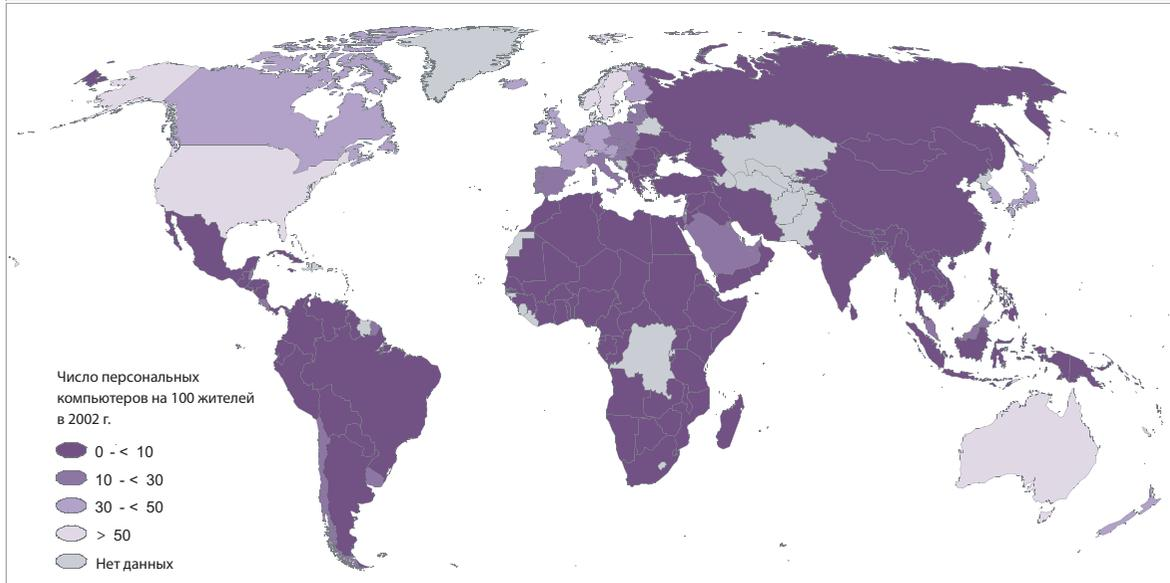 Число персональных
компьютеров на 100 жителей
в 2002 г.
0 - < 10
10 - < 30
30 - < 50
> 50
Нет данных